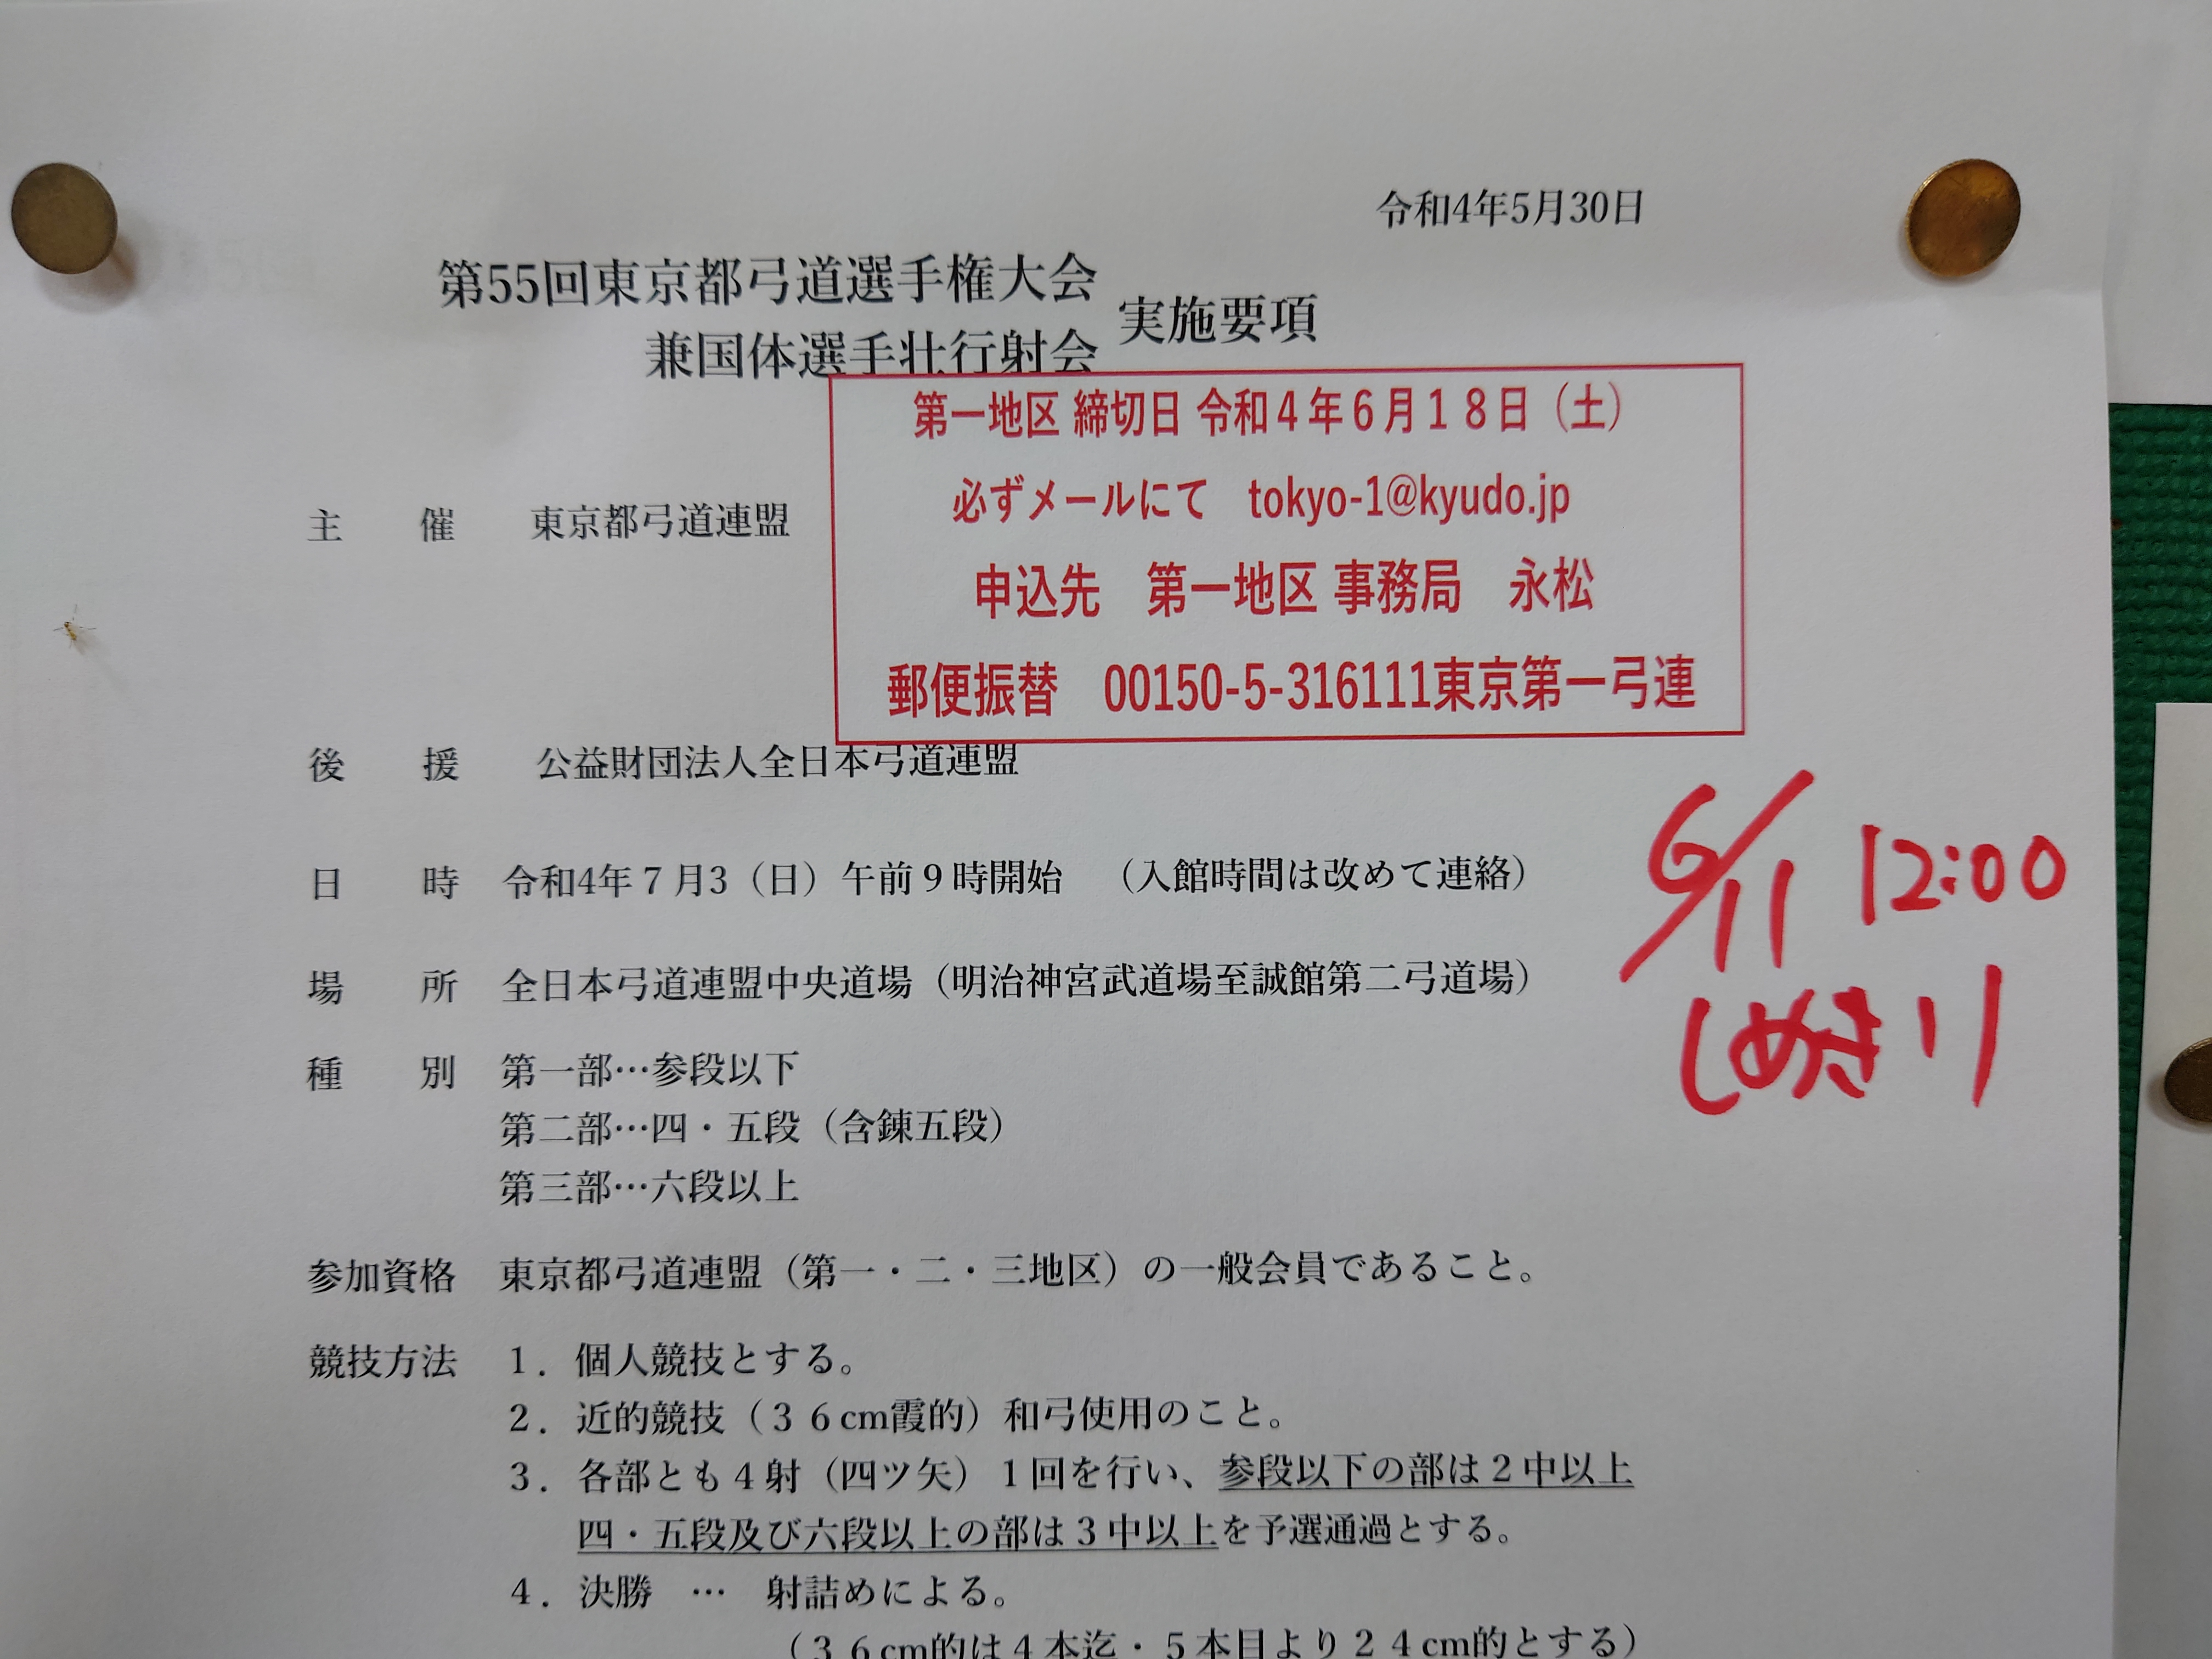 令和4年5月30日
第55回東京都弓道選手権大会
兼国体選手壮行射会
実施要項
第一地区 締切日 令和４年６月１８日（土）
必ずメールにて　tokyo-1@kyudo.jp
申込先　第一地区 事務局　永松
郵便振替　00150-5-316111東京第一弓連
主　催　東京都弓道連盟
後　援　公益財団法人全日本弓道連盟
6/11 12:00
しめきり
日　時　令和4年７月3（日）午前９時開始　（入館時間は改めて連絡）
場　所　全日本弓道連盟中央道場（明治神宮武道場至誠館第二弓道場）
種　別　第一部…参段以下
第二部…四・五段（含錬五段）
第三部…六段以上
参加資格　東京都弓道連盟（第一・二・三地区）の一般会員であること。
競技方法　１．個人競技とする。
２．近的競技（３６cm霞的）和弓使用のこと。
３．各部とも４射（四ツ矢）１回を行い、参段以下の部は２中以上
四・五段及び六段以上の部は３中以上を予選通過とする。
４．決勝　…　射詰めによる。
（３６cm的は４本迄・５本目より２４cm的とする）